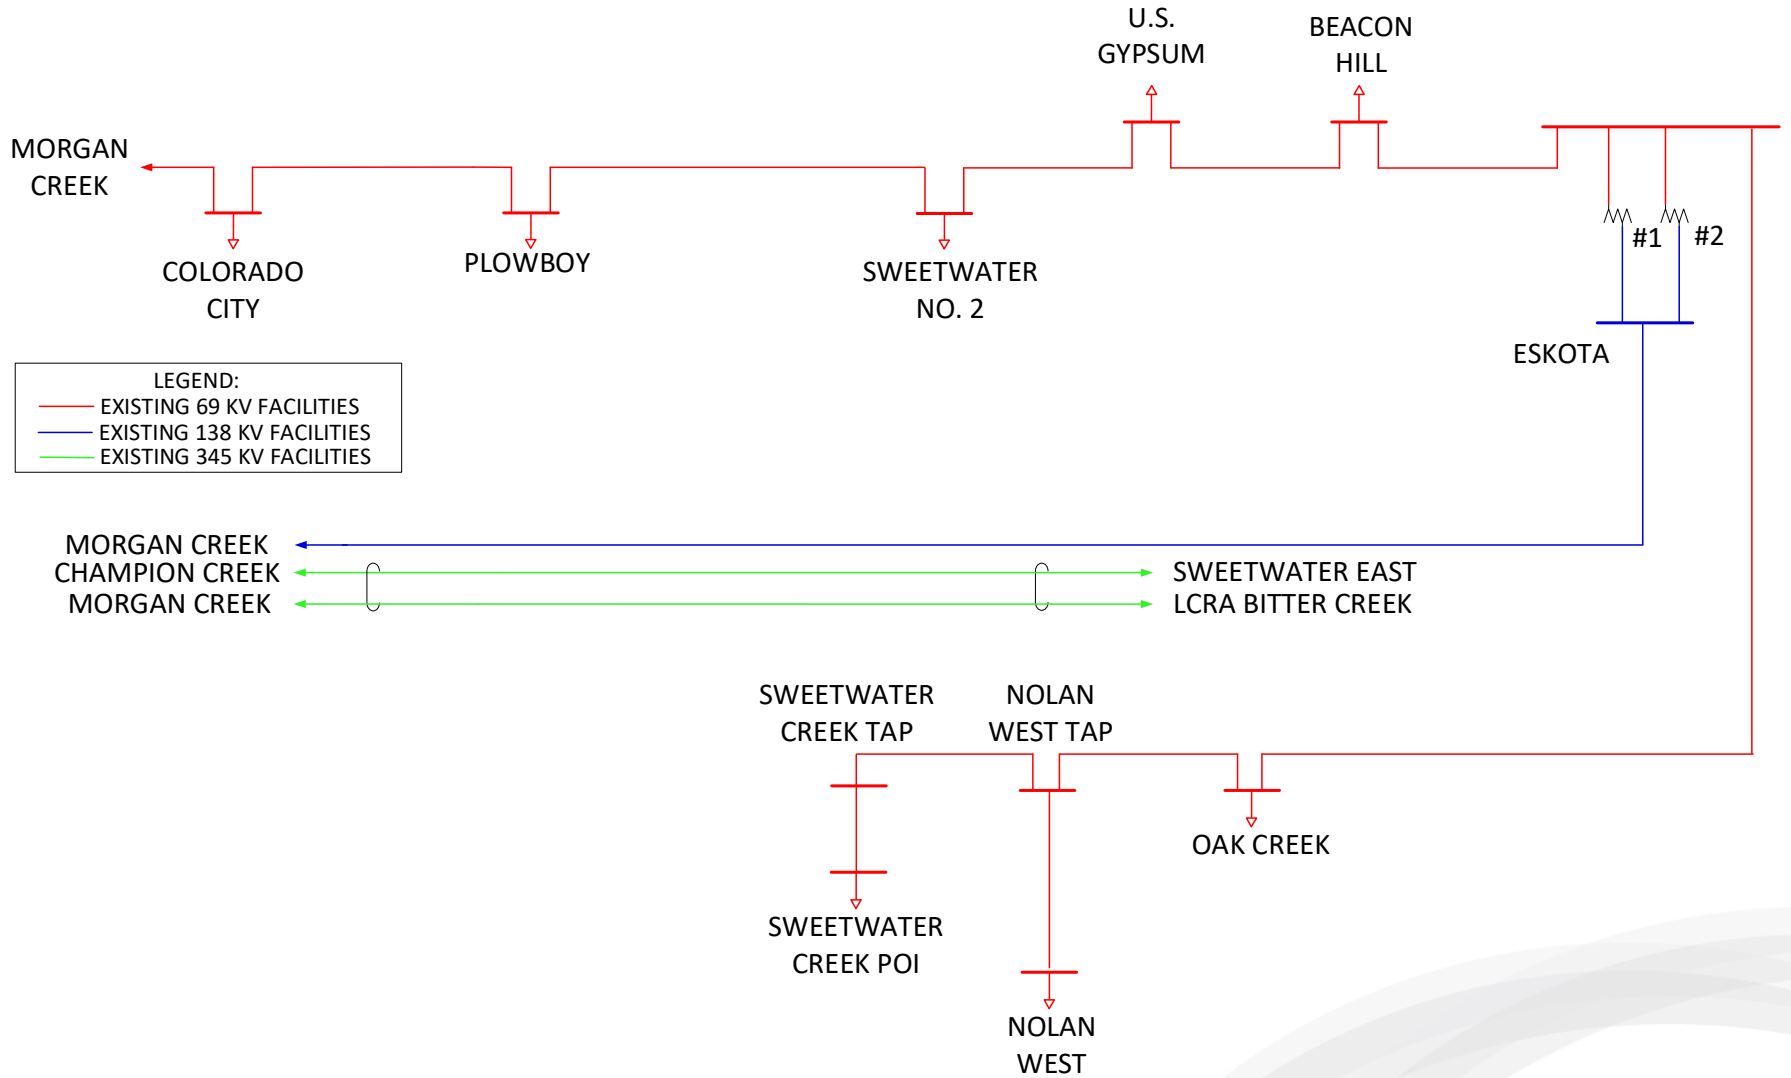 U.S.
GYPSUM
BEACON
HILL
MORGAN
CREEK
COLORADO
CITY
PLOWBOY
SWEETWATER
NO. 2
#1
#2
ESKOTA
LEGEND:
EXISTING 69 KV FACILITIES
EXISTING 138 KV FACILITIES
EXISTING 345 KV FACILITIES
MORGAN CREEK
CHAMPION CREEK
MORGAN CREEK
SWEETWATER EAST
LCRA BITTER CREEK
SWEETWATER
CREEK TAP
NOLAN
WEST TAP
OAK CREEK
SWEETWATER
CREEK POI
NOLAN
WEST